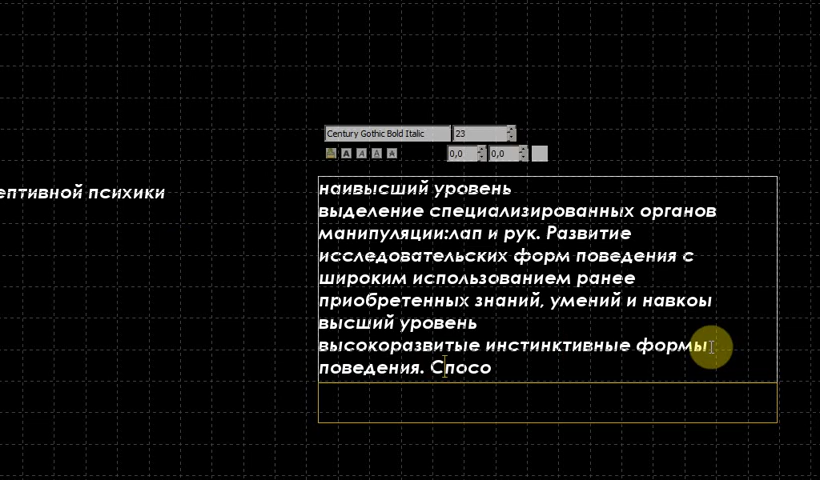 Century Gothic Bold Italic 23
A A A A A 0,0 0,0
ептивной психики
наивысший уровень
выделение специализированных органов
манипуляции:лап и рук. Развитие
исследовательских форм поведения с
широким использованием ранее
приобретенных знаний, умений и навкоы
высший уровень
высокоразвитые инстинктивные формы
поведения. Спосо